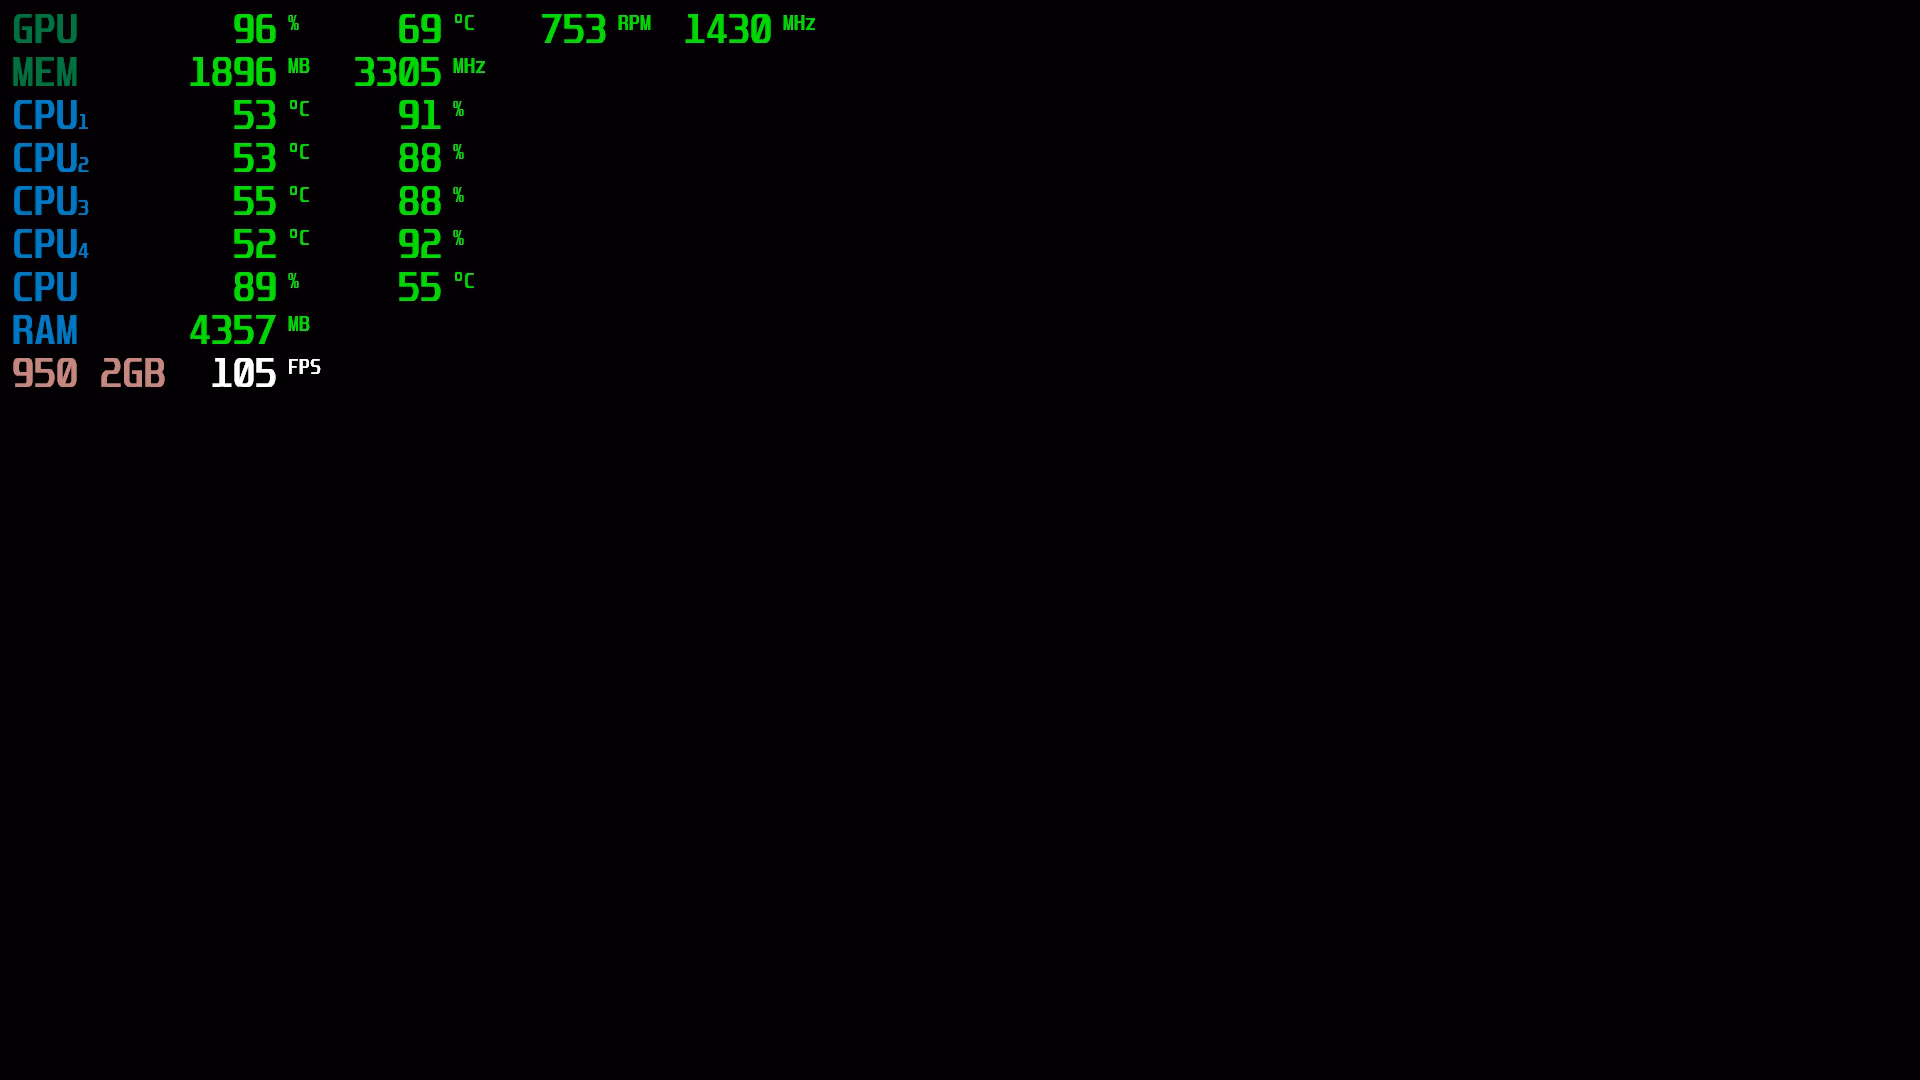 GPU 96 % 69 °C 753 RPM 1430 MHz
MEM 1896 MB 3305 MHz
CPU1 53 °C 91 %
CPU2 53 °C 88 %
CPU3 55 °C 88 %
CPU4 52 °C 92 %
CPU 89 % 55 °C
RAM 4357 MB
950 2GB 105 FPS